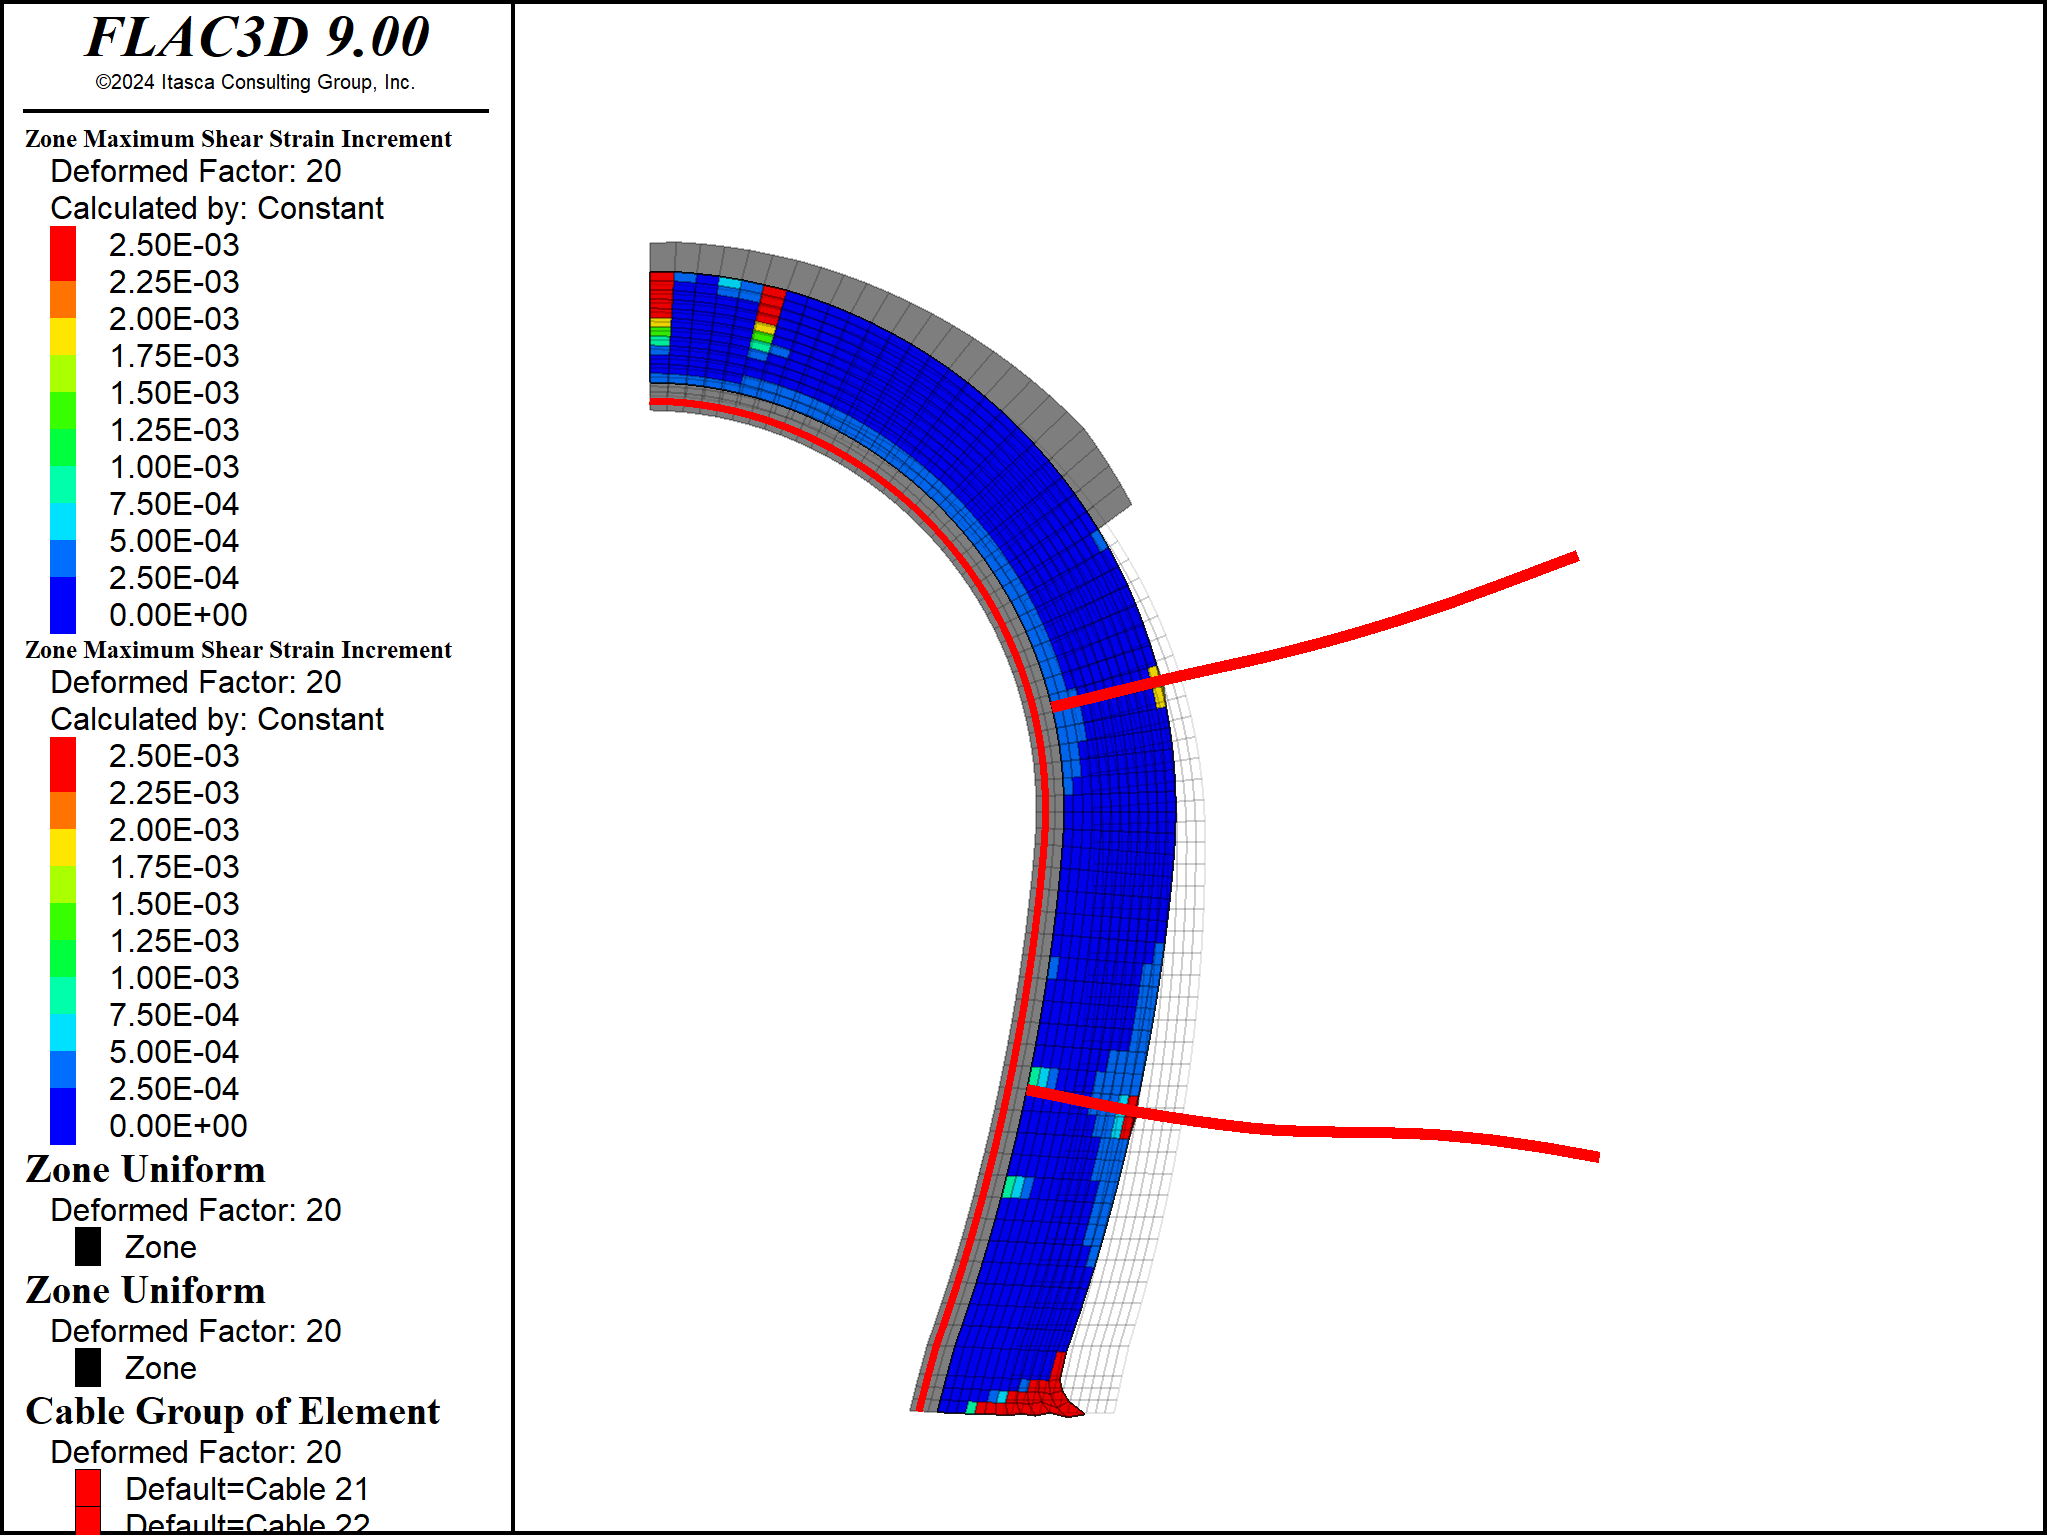 FLAC3D 9.00
©2024 Itasca Consulting Group, Inc.
Zone Maximum Shear Strain Increment
Deformed Factor: 20
Calculated by: Constant
2.50E-03
2.25E-03
2.00E-03
1.75E-03
1.50E-03
1.25E-03
1.00E-03
7.50E-04
5.00E-04
2.50E-04
0.00E+00
Zone Maximum Shear Strain Increment
Deformed Factor: 20
Calculated by: Constant
2.50E-03
2.25E-03
2.00E-03
1.75E-03
1.50E-03
1.25E-03
1.00E-03
7.50E-04
5.00E-04
2.50E-04
0.00E+00
Zone Uniform
Deformed Factor: 20
Zone
Zone Uniform
Deformed Factor: 20
Zone
Cable Group of Element
Deformed Factor: 20
Default=Cable 21
Default=Cable 22